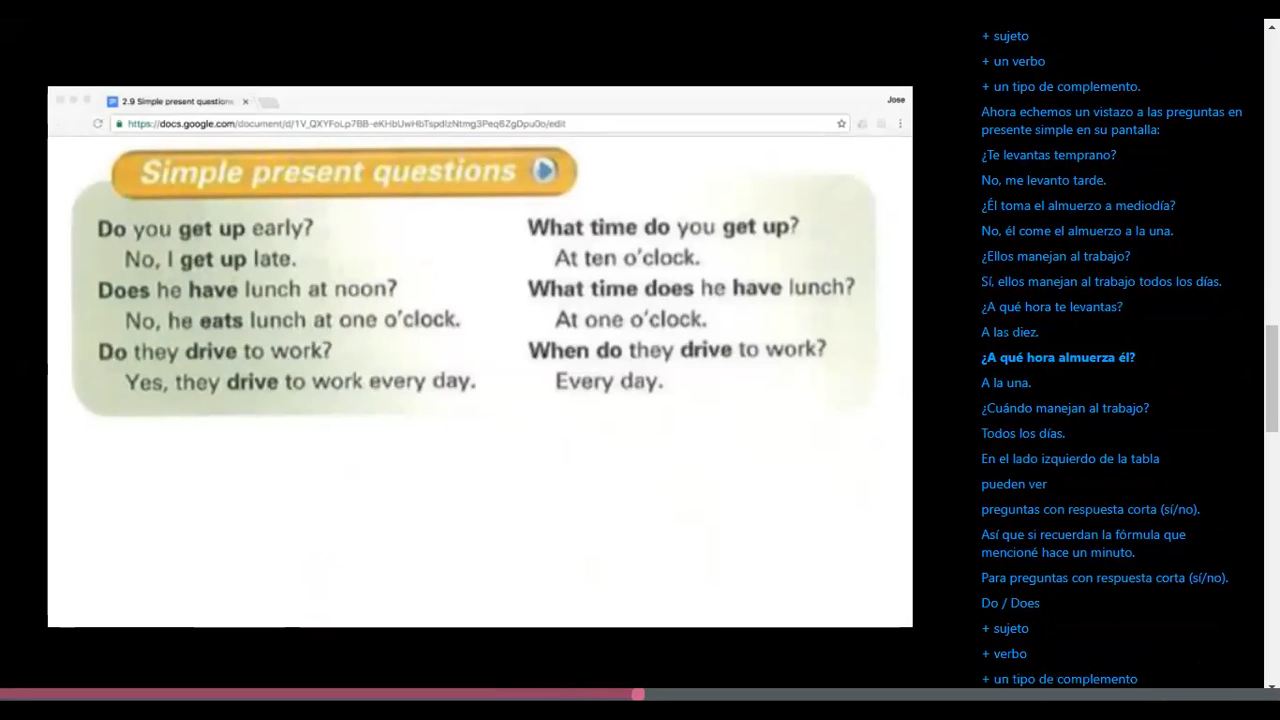 2.9 Simple present questions
Jose
https://docs.google.com/document/d/1V_QXYFoLp7BB-eKHbUwHbTspdIzNtmg3Peq6ZgDpu0o/edit
Simple present questions
Do you get up early?
No, I get up late.
Does he have lunch at noon?
No, he eats lunch at one o'clock.
Do they drive to work?
Yes, they drive to work every day.
What time do you get up?
At ten o'clock.
What time does he have lunch?
At one o'clock.
When do they drive to work?
Every day.
+ sujeto
+ un verbo
+ un tipo de complemento.
Ahora echemos un vistazo a las preguntas en
presente simple en su pantalla:
¿Te levantas temprano?
No, me levanto tarde.
¿Él toma el almuerzo a mediodía?
No, él come el almuerzo a la una.
¿Ellos manejan al trabajo?
Sí, ellos manejan al trabajo todos los días.
¿A qué hora te levantas?
A las diez.
¿A qué hora almuerza él?
A la una.
¿Cuándo manejan al trabajo?
Todos los días.
En el lado izquierdo de la tabla
pueden ver
preguntas con respuesta corta (sí/no).
Así que si recuerdan la fórmula que
mencioné hace un minuto.
Para preguntas con respuesta corta (sí/no).
Do / Does
+ sujeto
+ verbo
+ un tipo de complemento